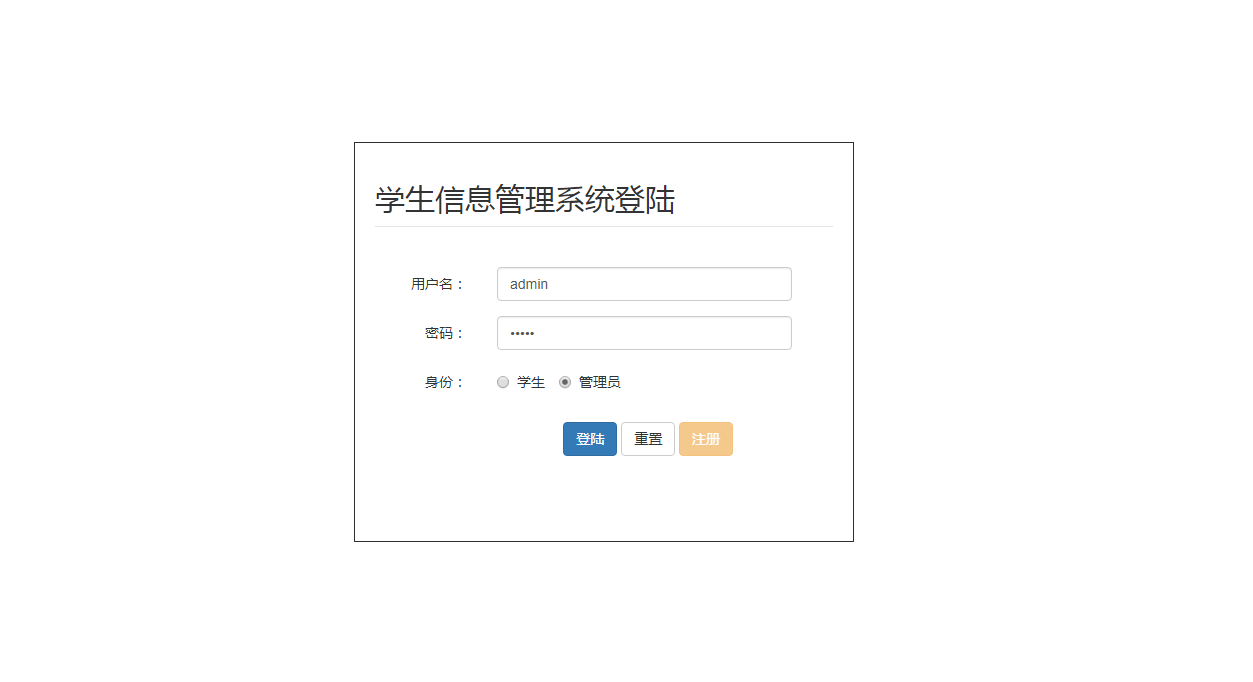 学生信息管理系统登陆
用户名： admin
密码： •••••
身份： 学生 管理员
登陆 重置 注册